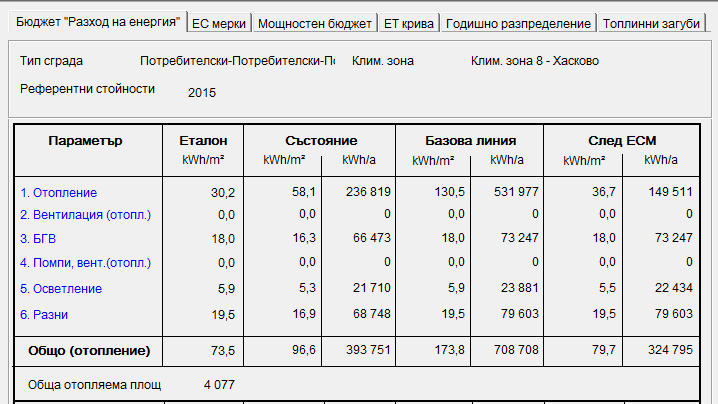 Бюджет "Разход на енергия" ЕС мерки Мощностен бюджет ЕТ крива Годишно разпределение Топлинни загуби
Тип сграда Потребителски-Потребителски-По Клим. зона Клим. зона 8 - Хасково
Референтни стойности 2015
Параметър Еталон Състояние Базова линия След ЕСМ
kWh/m² kWh/m² kWh/a kWh/m² kWh/a kWh/m² kWh/a
1. Отопление 30,2 58,1 236 819 130,5 531 977 36,7 149 511
2. Вентилация (отопл.) 0,0 0,0 0 0,0 0 0,0 0
3. БГВ 18,0 16,3 66 473 18,0 73 247 18,0 73 247
4. Помпи, вент.(отопл.) 0,0 0,0 0 0,0 0 0,0 0
5. Осветление 5,9 5,3 21 710 5,9 23 881 5,5 22 434
6. Разни 19,5 16,9 68 748 19,5 79 603 19,5 79 603
Общо (отопление) 73,5 96,6 393 751 173,8 708 708 79,7 324 795
Обща отопляема площ 4 077